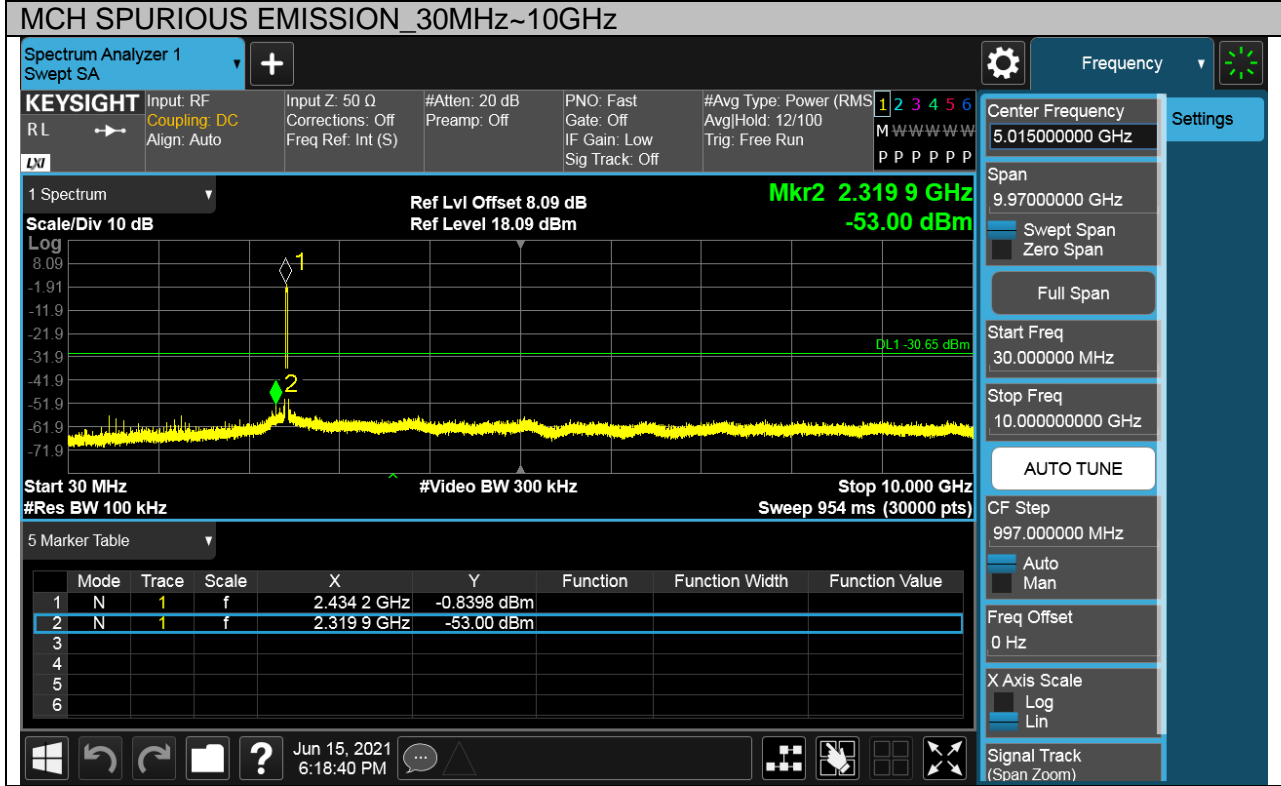 MCH SPURIOUS EMISSION_30MHz~10GHz
Spectrum Analyzer 1
Swept SA
+
Frequency
KEYSIGHT Input: RF Input Z: 50 Ω #Atten: 20 dB PNO: Fast #Avg Type: Power (RMS 1 2 3 4 5 6
RL Coupling: DC Corrections: Off Preamp: Off Gate: Off Avg|Hold: 12/100 M W W W W W
Align: Auto Freq Ref: Int (S) IF Gain: Low Trig: Free Run
LXI Sig Track: Off P P P P P P
1 Spectrum
Scale/Div 10 dB
Ref Lvl Offset 8.09 dB
Ref Level 18.09 dBm
Mkr2 2.319 9 GHz
-53.00 dBm
Log
8.09
-1.91
-11.9
-21.9
-31.9
-41.9
-51.9
-61.9
-71.9
1
2
DL1 -30.65 dBm
Start 30 MHz #Video BW 300 kHz Stop 10.000 GHz
#Res BW 100 kHz Sweep 954 ms (30000 pts)
5 Marker Table
Mode Trace Scale X Y Function Function Width Function Value
1 N 1 f 2.434 2 GHz -0.8398 dBm
2 N 1 f 2.319 9 GHz -53.00 dBm
3
4
5
6
?
Jun 15, 2021
6:18:40 PM
Center Frequency
5.015000000 GHz
Settings
Span
9.97000000 GHz
Swept Span
Zero Span
Full Span
Start Freq
30.000000 MHz
Stop Freq
10.000000000 GHz
AUTO TUNE
CF Step
997.000000 MHz
Auto
Man
Freq Offset
0 Hz
X Axis Scale
Log
Lin
Signal Track
(Span Zoom)